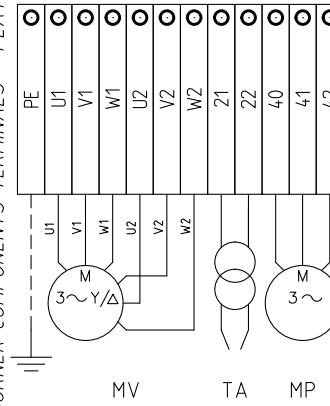 PE U1 V1 W1 U2 V2 W2 21 22 40 41
U1 V1 W1 U2 V2 W2
M
3~ Y/△
M
3~
MV TA MP
COMPONENTS TERMINALS